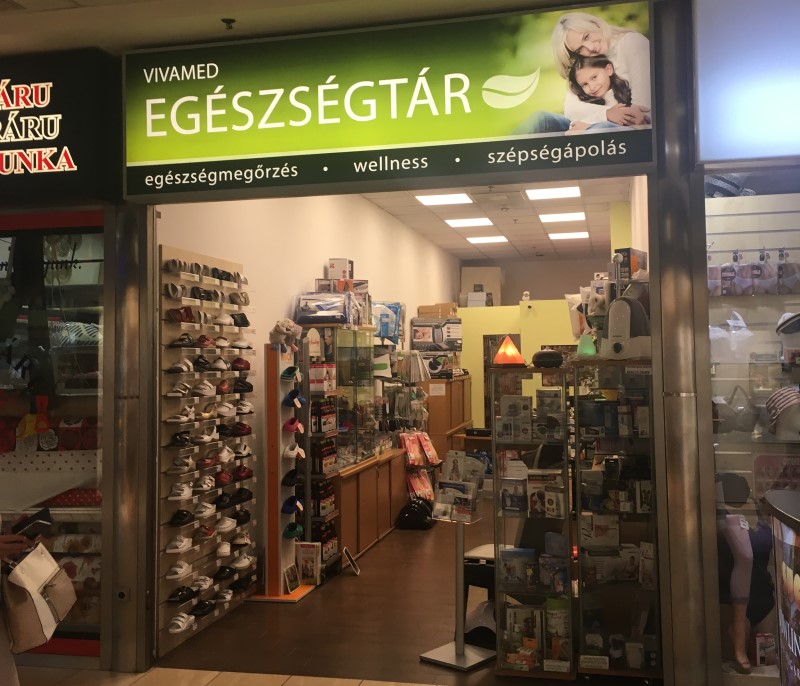 VIVAMED
EGÉSZSÉGTÁR
egészségmegőrzés • wellness • szépségápolás
ÁRU
ÁRU
UNKA